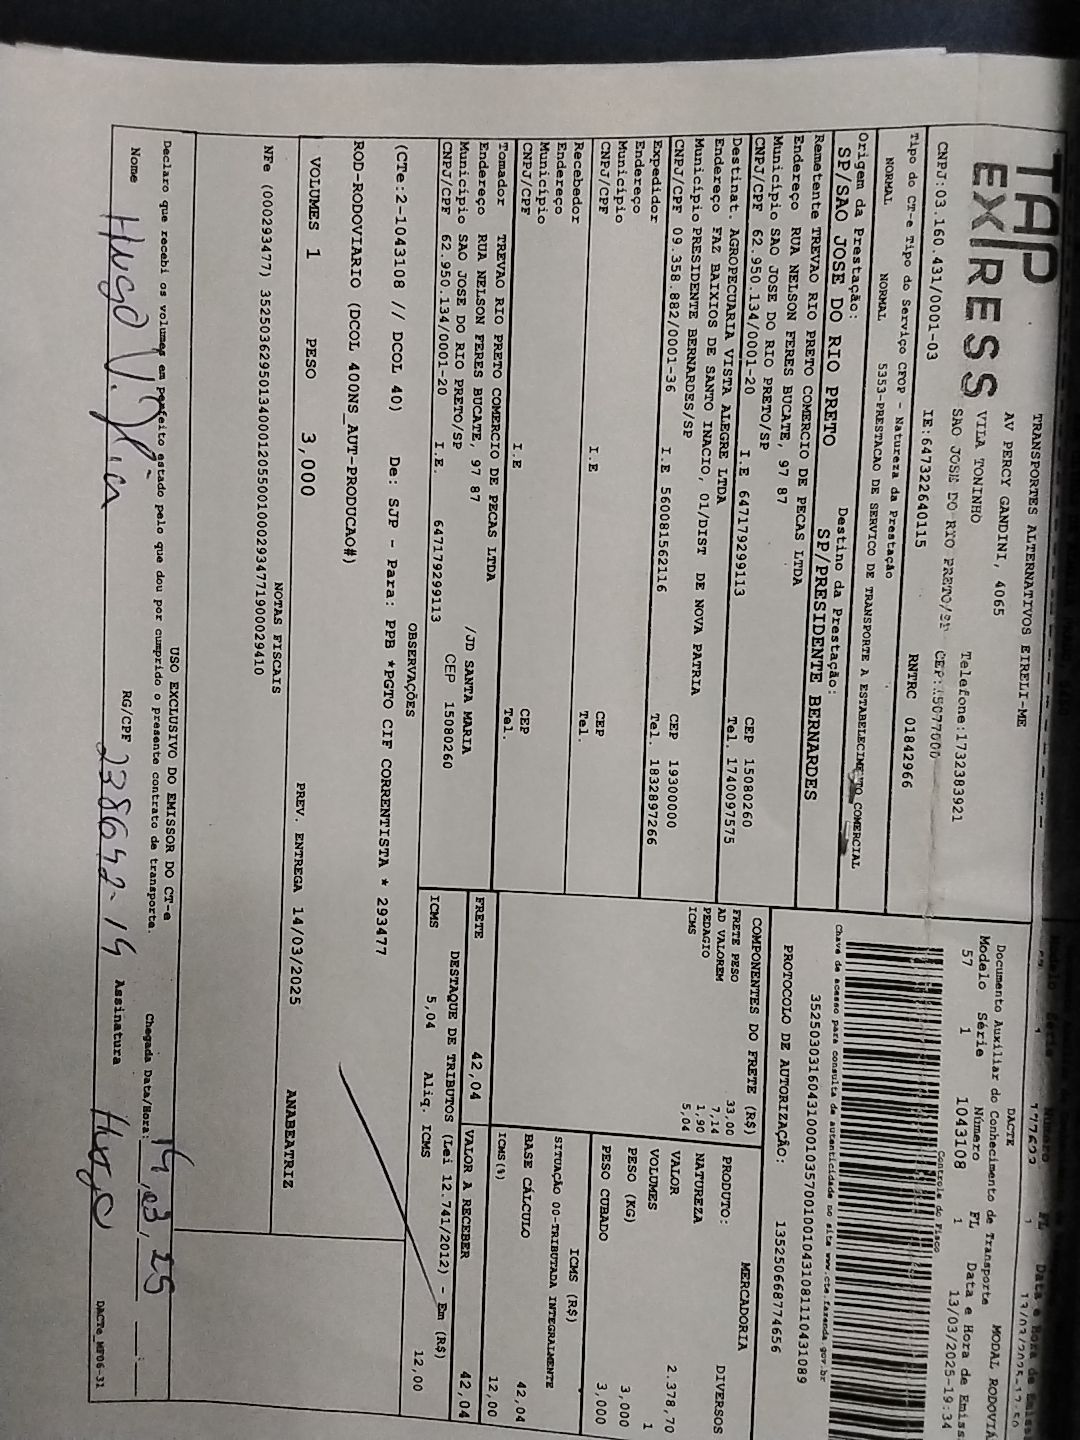 TAP
EXPRESS
TRANSPORTES ALTERNATIVOS EIRELI-ME
AV PERCY GANDINI, 4065
VILA TONINHO
SAO JOSE DO RIO PRETO/SP
Telefone:1732383921
CNPJ:03.160.431/0001-03 IE:647322640115 RNTRC 01842966
Tipo do CT-e Tipo do Serviço CFOP - Natureza da Prestação
NORMAL NORMAL 5353-PRESTACAO DE SERVICO DE TRANSPORTE A ESTABELECIMENTO COMERCIAL
Origem da Prestação: Destino da Prestação:
SP/SAO JOSE DO RIO PRETO SP/PRESIDENTE BERNARDES
Remetente TREVAO RIO PRETO COMERCIO DE PECAS LTDA
Endereço RUA NELSON FERES BUCATE, 97 87
Município SAO JOSE DO RIO PRETO/SP CEP 15080260
CNPJ/CPF 62.950.134/0001-20 I.E 647179299113 Tel. 1740097575
Destinat. AGROPECUARIA VISTA ALEGRE LTDA
Endereço FAZ BAIXIOS DE SANTO INACIO, 01/DIST DE NOVA PATRIA
Município PRESIDENTE BERNARDES/SP CEP 19300000
CNPJ/CPF 09.358.882/0001-36 I.E 560081562116 Tel. 1832897266
Expedidor
Endereço
Município CEP
CNPJ/CPF I.E Tel.
Recebedor
Endereço
Município CEP
CNPJ/CPF I.E Tel.
Tomador TREVAO RIO PRETO COMERCIO DE PECAS LTDA
Endereço RUA NELSON FERES BUCATE, 97 87 /JD SANTA MARIA
Município SAO JOSE DO RIO PRETO/SP CEP 15080260
CNPJ/CPF 62.950.134/0001-20 I.E. 647179299113
OBSERVAÇÕES
(CTe:2-1043108 // DCOL 40) De: SJP - Para: PPB *PGTO CIF CORRENTISTA * 293477
ROD-RODOVIARIO (DCOL 400NS_AUT-PRODUCAO#)
VOLUMES 1 PESO 3,000 PREV. ENTREGA 14/03/2025 ANABEATRIZ
NOTAS FISCAIS
NFe (000293477) 35250362950134000120550010002934771900029410
DACTE
Documento Auxiliar do Conhecimento de Transporte MODAL RODOVIÁ
Modelo Série Número FL Data e Hora de Emiss
57 1 1043108 1 13/03/2025-19:34
Controle do Fisco
Chave de acesso para consulta de autenticidade no site www.cte.fazenda.gov.br
35250303160431000103570010010431081110431089
PROTOCOLO DE AUTORIZAÇÃO: 135250668774656
COMPONENTES DO FRETE (R$)
FRETE PESO 33,00
AD VALOREM 7,14
PEDAGIO 1,90
ICMS 5,04
MERCADORIA
PRODUTO: DIVERSOS
NATUREZA
VALOR 2.378,70
VOLUMES 1
PESO (KG) 3,000
PESO CUBADO 3,000
ICMS (R$)
SITUAÇÃO 00-TRIBUTADA INTEGRALMENTE
BASE CÁLCULO 42,04
ICMS(%) 12,00
FRETE 42,04 VALOR A RECEBER 42,04
DESTAQUE DE TRIBUTOS (Lei 12.741/2012) - Em (R$)
ICMS 5,04 Aliq. ICMS 12,00
USO EXCLUSIVO DO EMISSOR DO CT-e
Declaro que recebi os volumes em perfeito estado pelo que dou por cumprido o presente contrato de transporte.
Chegada Data/Hora: 14,03,25
Nome Hugo V. RG/CPF 238642-19 Assinatura Hugo
DACTe_MF06-31